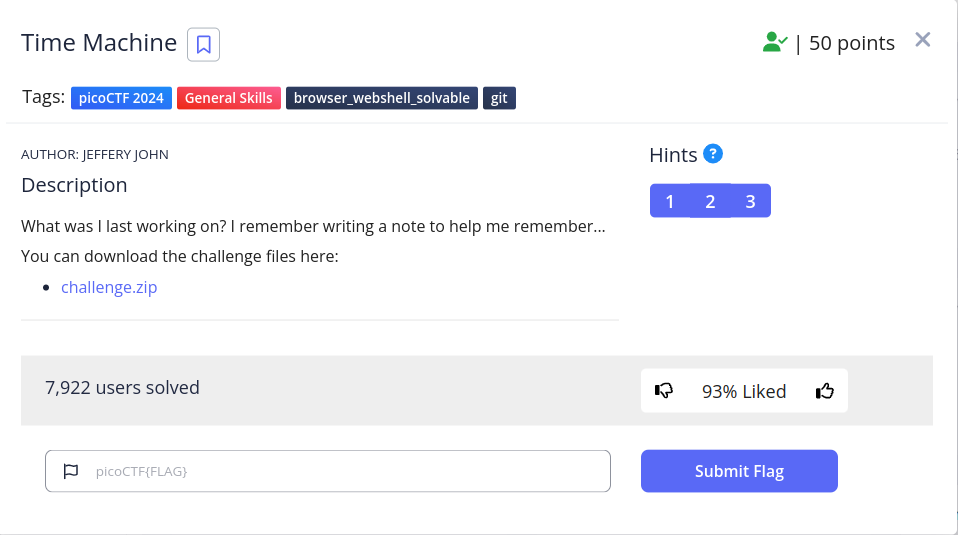 Time Machine
| 50 points
Tags: picoCTF 2024 General Skills browser_webshell_solvable git
AUTHOR: JEFFERY JOHN
Hints ?
Description
1 2 3
What was I last working on? I remember writing a note to help me remember...
You can download the challenge files here:
• challenge.zip
7,922 users solved
93% Liked
picoCTF{FLAG}
Submit Flag